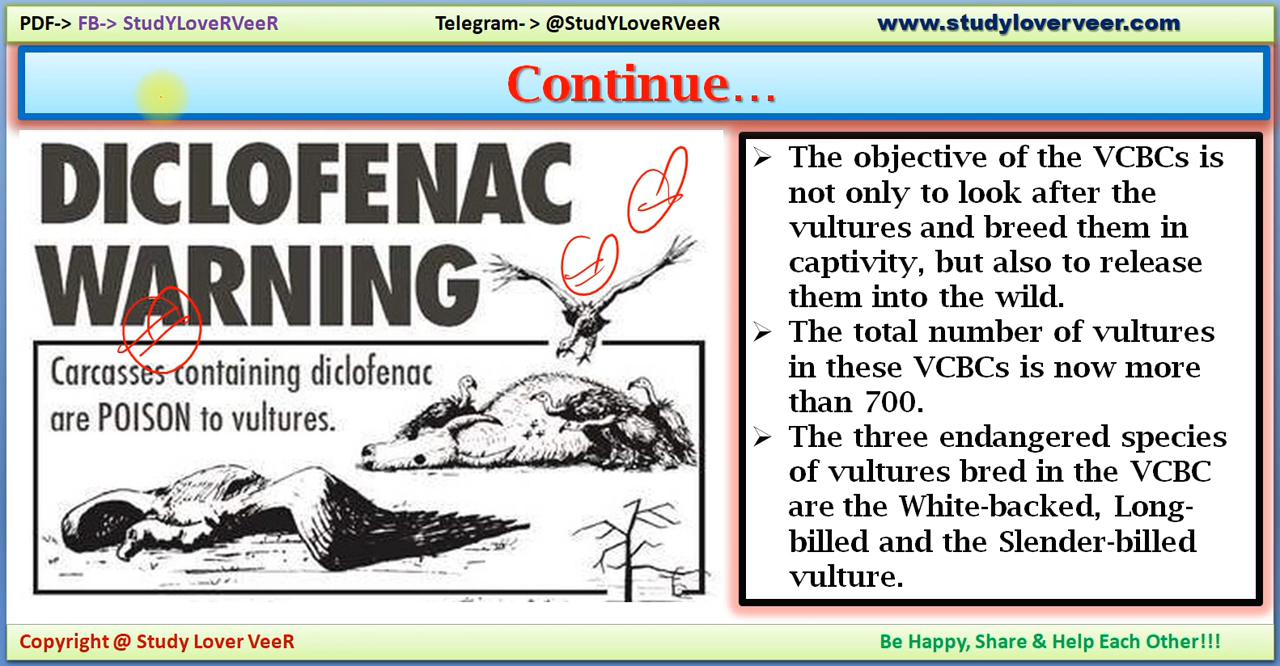 PDF-> FB-> StudYLoveRVeeR Telegram- > @StudYLoveRVeeR www.studyloverveer.com
Continue...
DICLOFENAC
WARNING
Carcasses containing diclofenac
are POISON to vultures.
➢ The objective of the VCBCs is
not only to look after the
vultures and breed them in
captivity, but also to release
them into the wild.
➢ The total number of vultures
in these VCBCs is now more
than 700.
➢ The three endangered species
of vultures bred in the VCBC
are the White-backed, Long-
billed and the Slender-billed
vulture.
Copyright @ Study Lover VeeR Be Happy, Share & Help Each Other!!!